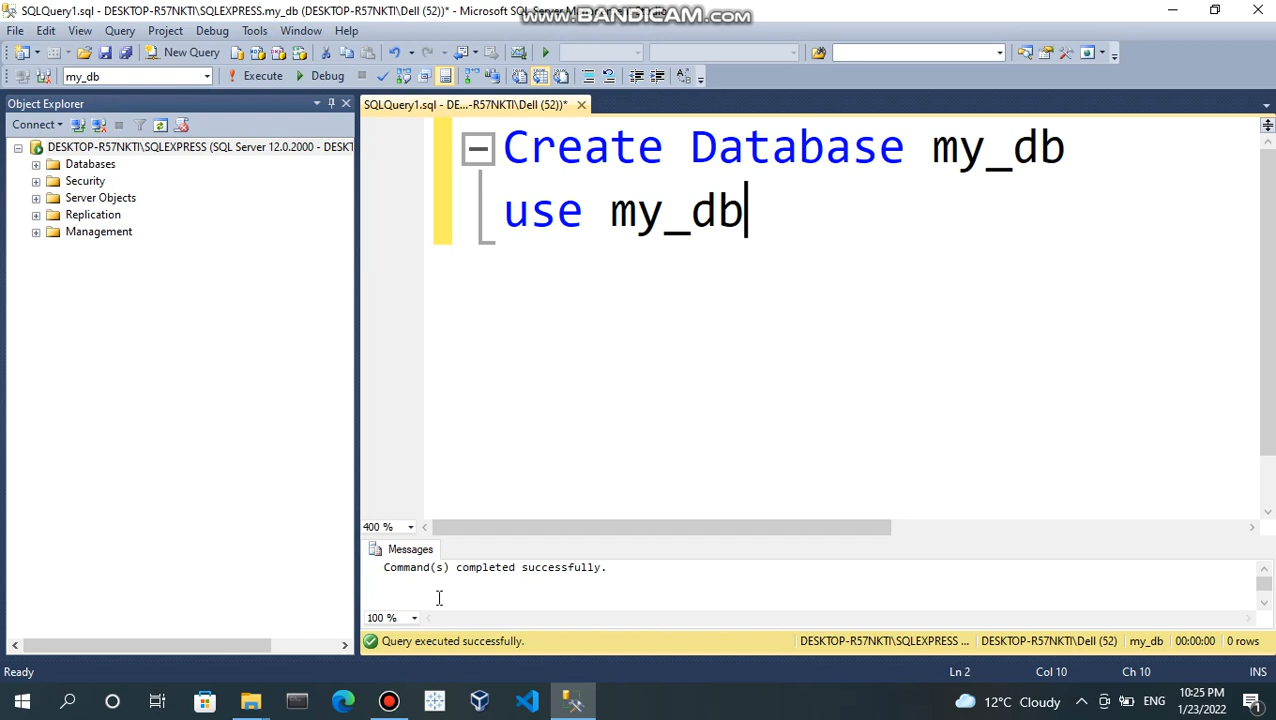 SQLQuery1.sql - DESKTOP-R57NKTI\SQLEXPRESS.my_db (DESKTOP-R57NKTI\Dell (52))* - Microsoft SQL Server
www.BANDICAM.com
File Edit View Query Project Debug Tools Window Help
New Query
my_db Execute Debug
Object Explorer
SQLQuery1.sql - DE...-R57NKTI\Dell (52))*
Connect
DESKTOP-R57NKTI\SQLEXPRESS (SQL Server 12.0.2000 - DESKT
Databases
Security
Server Objects
Replication
Management
Create Database my_db
use my_db
400 %
Messages
Command(s) completed successfully.
100 %
Query executed successfully. DESKTOP-R57NKTI\SQLEXPRESS ... DESKTOP-R57NKTI\Dell (52) my_db 00:00:00 0 rows
Ready Ln 2 Col 10 Ch 10 INS
12°C Cloudy ENG 10:25 PM
1/23/2022
1